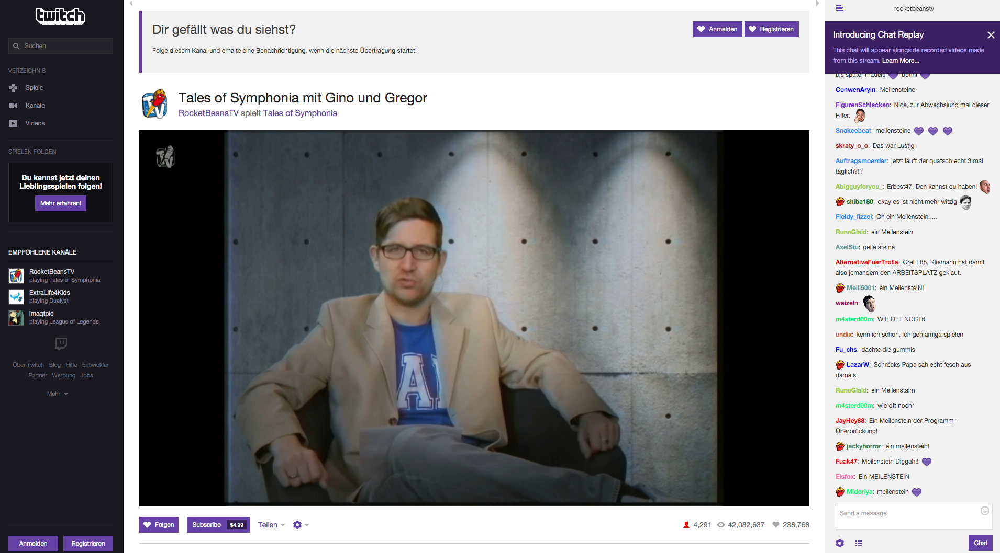 twitch
Suchen
VERZEICHNIS
Spiele
Kanäle
Videos
SPIELEN FOLGEN
Du kannst jetzt deinen
Lieblingsspielen folgen!
Mehr erfahren!
EMPFOHLENE KANÄLE
RocketBeansTV
playing Tales of Symphonia
ExtraLife4Kids
playing Duelyst
imaqtpie
playing League of Legends
Über Twitch Blog Hilfe Entwickler
Partner Werbung Jobs
Mehr
Anmelden Registrieren
Dir gefällt was du siehst?
Anmelden Registrieren
Folge diesem Kanal und erhalte eine Benachrichtigung, wenn die nächste Übertragung startet!
TV
Tales of Symphonia mit Gino und Gregor
RocketBeansTV spielt Tales of Symphonia
TV
A
Folgen Subscribe $4.99 Teilen
4,291 42,082,637 238,768
rocketbeanstv
Introducing Chat Replay
This chat will appear alongside recorded videos made
from this stream. Learn More...
bis später mädels bohni
CenwenAryin: Meilensteine
FigurenSchlecken: Nice, zur Abwechslung mal dieser
Filler.
Snakeebeat: meilensteine
skraty_o_o: Das war Lustig
Auftragsmoerder: jetzt läuft der quatsch echt 3 mal
täglich?!?
Abigguyforyou_: Erbest47, Den kannst du haben!
shiba180: okay es ist nicht mehr witzig
Fieldy_fizzel: Oh ein Meilenstein.....
RuneGlaid: ein Meilenstein
AxelStu: geile steine
AlternativeFuerTrolle: CreLL88, Kliemann hat damit
also jemandem den ARBEITSPLATZ geklaut.
Melli5001: ein MeilensteiN!
weizeln:
m4sterd00m: WIE OFT NOCTß
undix: kenn ich schon, ich geh amiga spielen
Fu_chs: dachte die gummis
LazarW: Schröcks Papa sah echt fesch aus
damals.
RuneGlaid: ein Meilenstaim
m4sterd00m: wie oft noch*
JayHey88: Ein Meilenstein der Programm-
Überbrückung!
jackyhorror: ein meilenstein!
Fuak47: Meilenstein Diggah!!
Eisfox: Ein MEILENSTEIN
Midoriya: meilenstein
Send a message
Chat